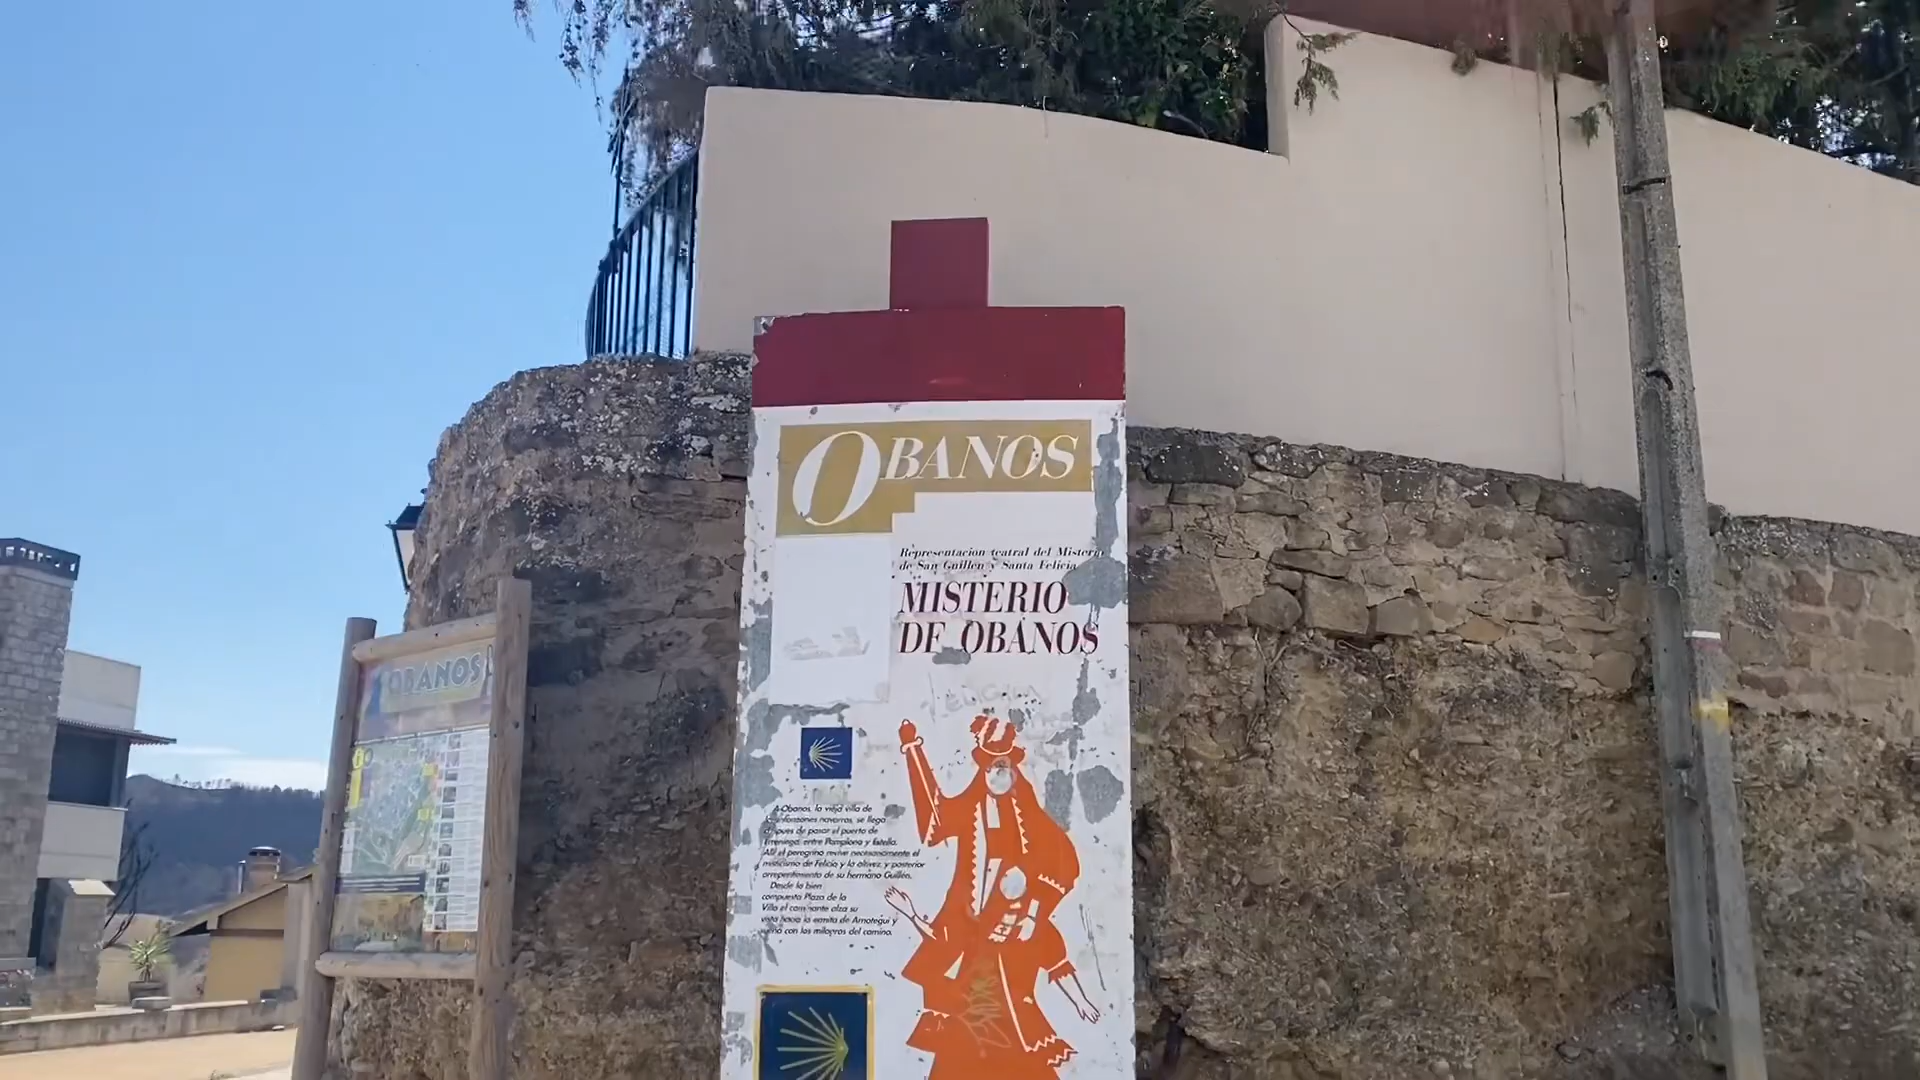 OBANOS
Representación teatral del Misterio
de San Guillén y Santa Felicia
MISTERIO
DE OBANOS
A Obanos, la vieja villa de
infanzones navarros, se llega
después de pasar el puerto de
Erreniega, entre Pamplona y Estella.
Allí el peregrino revive necesariamente el
misticismo de Felicia y la altivez y posterior
arrepentimiento de su hermano Guillén.
Desde la bien
compuesta Plaza de la
Villa el caminante alza su
vista hacia la ermita de Arnotegui y
sueña con los milagros del camino.
OBANOS